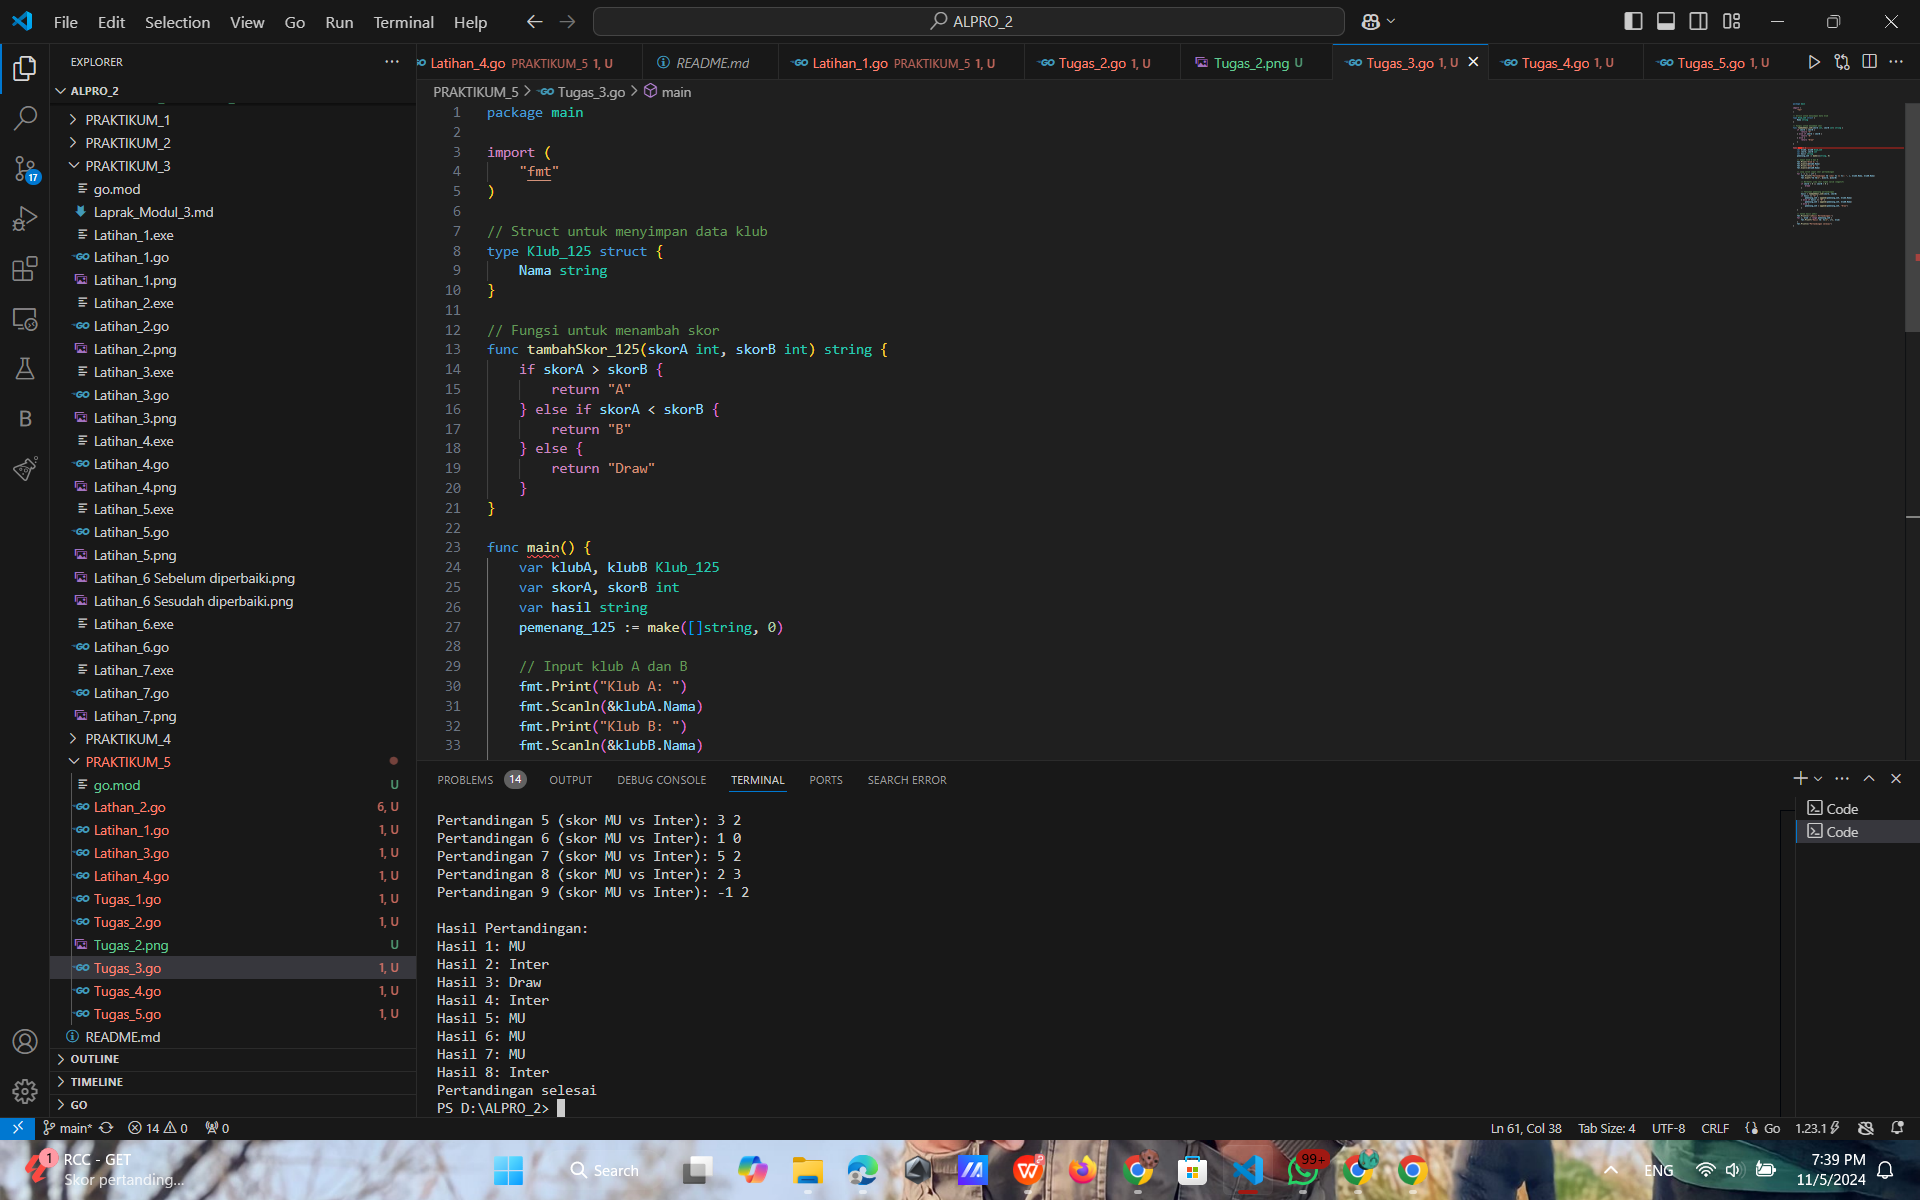 File Edit Selection View Go Run Terminal Help
ALPRO_2
EXPLORER
ALPRO_2
PRAKTIKUM_1
PRAKTIKUM_2
PRAKTIKUM_3
go.mod
Laprak_Modul_3.md
Latihan_1.exe
Latihan_1.go
Latihan_1.png
Latihan_2.exe
Latihan_2.go
Latihan_2.png
Latihan_3.exe
Latihan_3.go
Latihan_3.png
Latihan_4.exe
Latihan_4.go
Latihan_4.png
Latihan_5.exe
Latihan_5.go
Latihan_5.png
Latihan_6 Sebelum diperbaiki.png
Latihan_6 Sesudah diperbaiki.png
Latihan_6.exe
Latihan_6.go
Latihan_7.exe
Latihan_7.go
Latihan_7.png
PRAKTIKUM_4
PRAKTIKUM_5
go.mod U
Lathan_2.go 6, U
Latihan_1.go 1, U
Latihan_3.go 1, U
Latihan_4.go 1, U
Tugas_1.go 1, U
Tugas_2.go 1, U
Tugas_2.png U
Tugas_3.go 1, U
Tugas_4.go 1, U
Tugas_5.go 1, U
README.md
OUTLINE
TIMELINE
GO
17
B
Latihan_4.go PRAKTIKUM_5 1, U README.md Latihan_1.go PRAKTIKUM_5 1, U Tugas_2.go 1, U Tugas_2.png U Tugas_3.go 1, U Tugas_4.go 1, U Tugas_5.go 1, U
PRAKTIKUM_5 > Tugas_3.go > main
1 package main
2
3 import (
4 "fmt"
5 )
6
7 // Struct untuk menyimpan data klub
8 type Klub_125 struct {
9 Nama string
10 }
11
12 // Fungsi untuk menambah skor
13 func tambahSkor_125(skorA int, skorB int) string {
14 if skorA > skorB {
15 return "A"
16 } else if skorA < skorB {
17 return "B"
18 } else {
19 return "Draw"
20 }
21 }
22
23 func main() {
24 var klubA, klubB Klub_125
25 var skorA, skorB int
26 var hasil string
27 pemenang_125 := make([]string, 0)
28
29 // Input klub A dan B
30 fmt.Print("Klub A: ")
31 fmt.Scanln(&klubA.Nama)
32 fmt.Print("Klub B: ")
33 fmt.Scanln(&klubB.Nama)
PROBLEMS 14 OUTPUT DEBUG CONSOLE TERMINAL PORTS SEARCH ERROR
Code
Code
Pertandingan 5 (skor MU vs Inter): 3 2
Pertandingan 6 (skor MU vs Inter): 1 0
Pertandingan 7 (skor MU vs Inter): 5 2
Pertandingan 8 (skor MU vs Inter): 2 3
Pertandingan 9 (skor MU vs Inter): -1 2
Hasil Pertandingan:
Hasil 1: MU
Hasil 2: Inter
Hasil 3: Draw
Hasil 4: Inter
Hasil 5: MU
Hasil 6: MU
Hasil 7: MU
Hasil 8: Inter
Pertandingan selesai
PS D:\ALPRO_2>
main* 14 0 0 Ln 61, Col 38 Tab Size: 4 UTF-8 CRLF Go 1.23.1
1 RCC - GET
Skor pertanding...
Search
99+
ENG
7:39 PM
11/5/2024